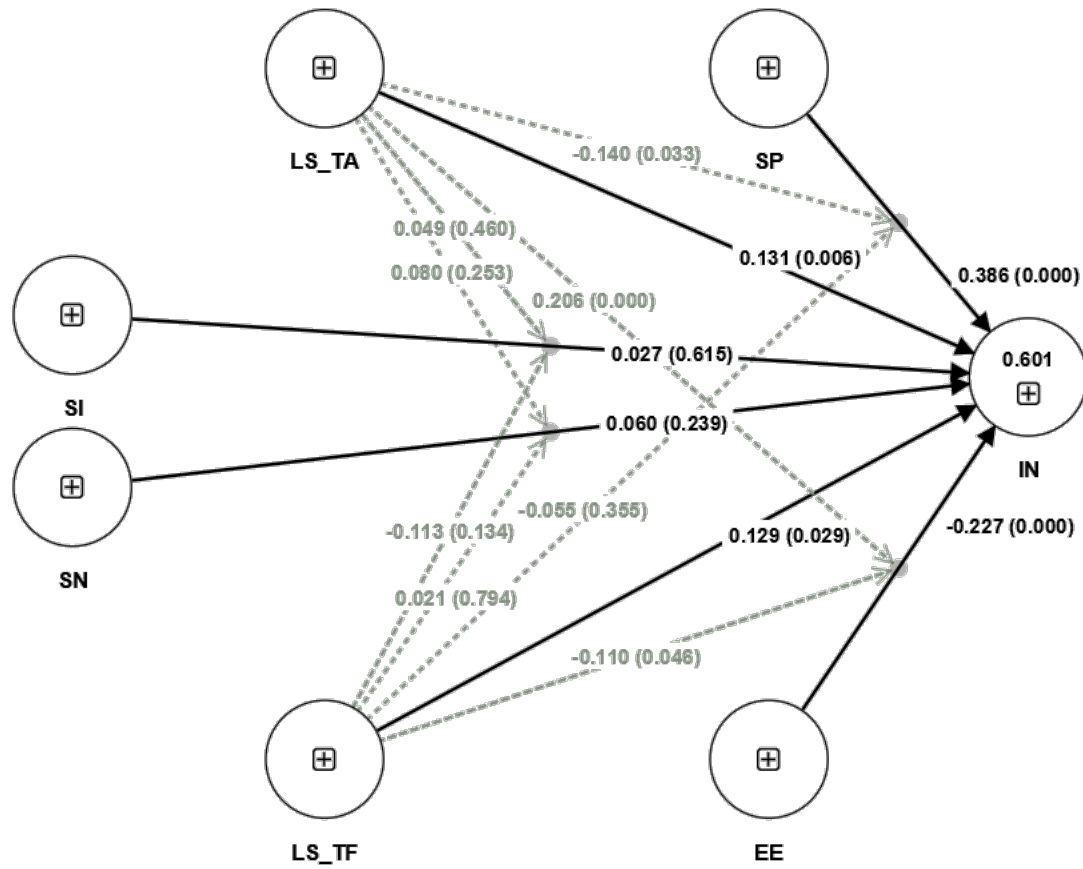 LS_TA
SP
-0.140 (0.033)
0.049 (0.460)
0.131 (0.006)
0.080 (0.253)
0.386 (0.000)
0.206 (0.000)
0.027 (0.615)
0.601
SI
0.060 (0.239)
IN
-0.055 (0.355)
-0.227 (0.000)
-0.113 (0.134)
0.129 (0.029)
SN
0.021 (0.794)
-0.110 (0.046)
LS_TF
EE